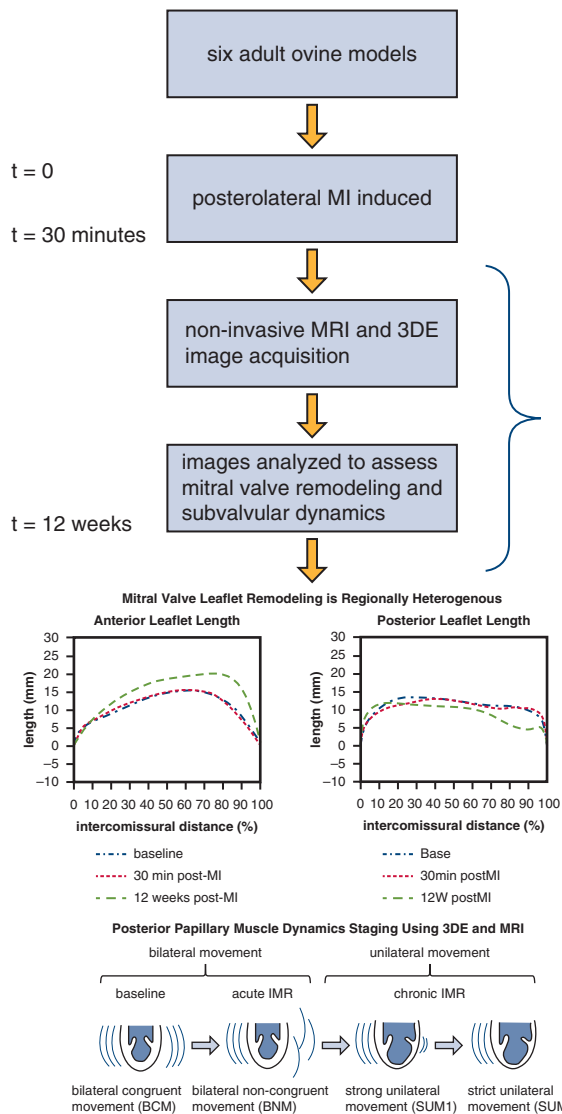 six adult ovine models
t = 0
posterolateral MI induced
t = 30 minutes
non-invasive MRI and 3DE
image acquisition
images analyzed to assess
mitral valve remodeling and
subvalvular dynamics
t = 12 weeks
Mitral Valve Leaflet Remodeling is Regionally Heterogenous
Anterior Leaflet Length
30
25
20
15
10
5
0
−5
−10
length (mm)
0 10 20 30 40 50 60 70 80 90 100
intercomissural distance (%)
baseline
30 min post-MI
12 weeks post-MI
Posterior Leaflet Length
30
25
20
15
10
5
0
−5
−10
length (mm)
0 10 20 30 40 50 60 70 80 90 100
intercomissural distance (%)
Base
30min postMI
12W postMI
Posterior Papillary Muscle Dynamics Staging Using 3DE and MRI
bilateral movement
unilateral movement
baseline
acute IMR
chronic IMR
bilateral congruent
movement (BCM)
bilateral non-congruent
movement (BNM)
strong unilateral
movement (SUM1)
strict unilateral
movement (SUM